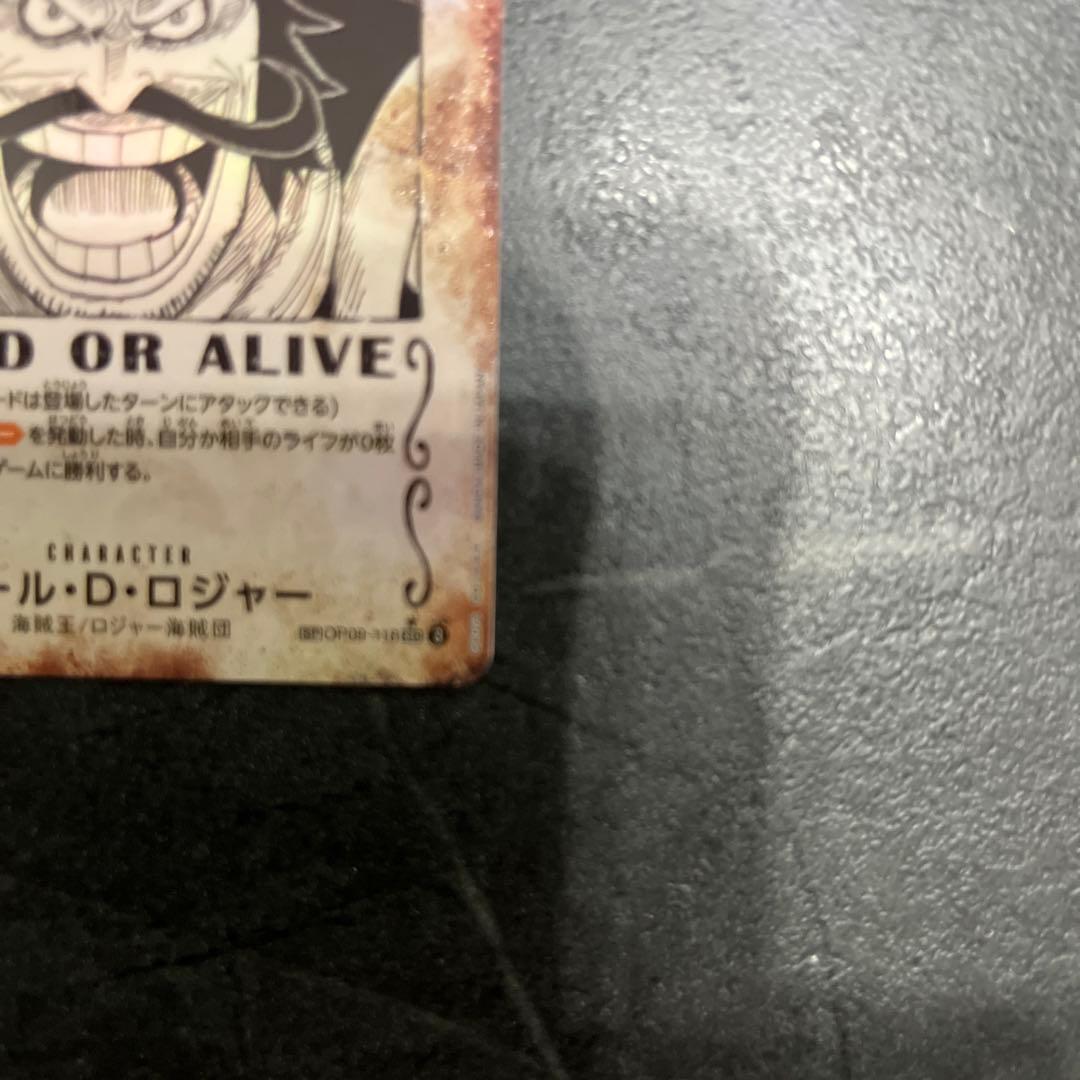 D OR ALIVE
ードは登場したターンにアタックできる)
を発動した時、自分か相手のライフが0枚
ゲームに勝利する。
CHARACTER
ール・D・ロジャー
海賊王/ロジャー海賊団